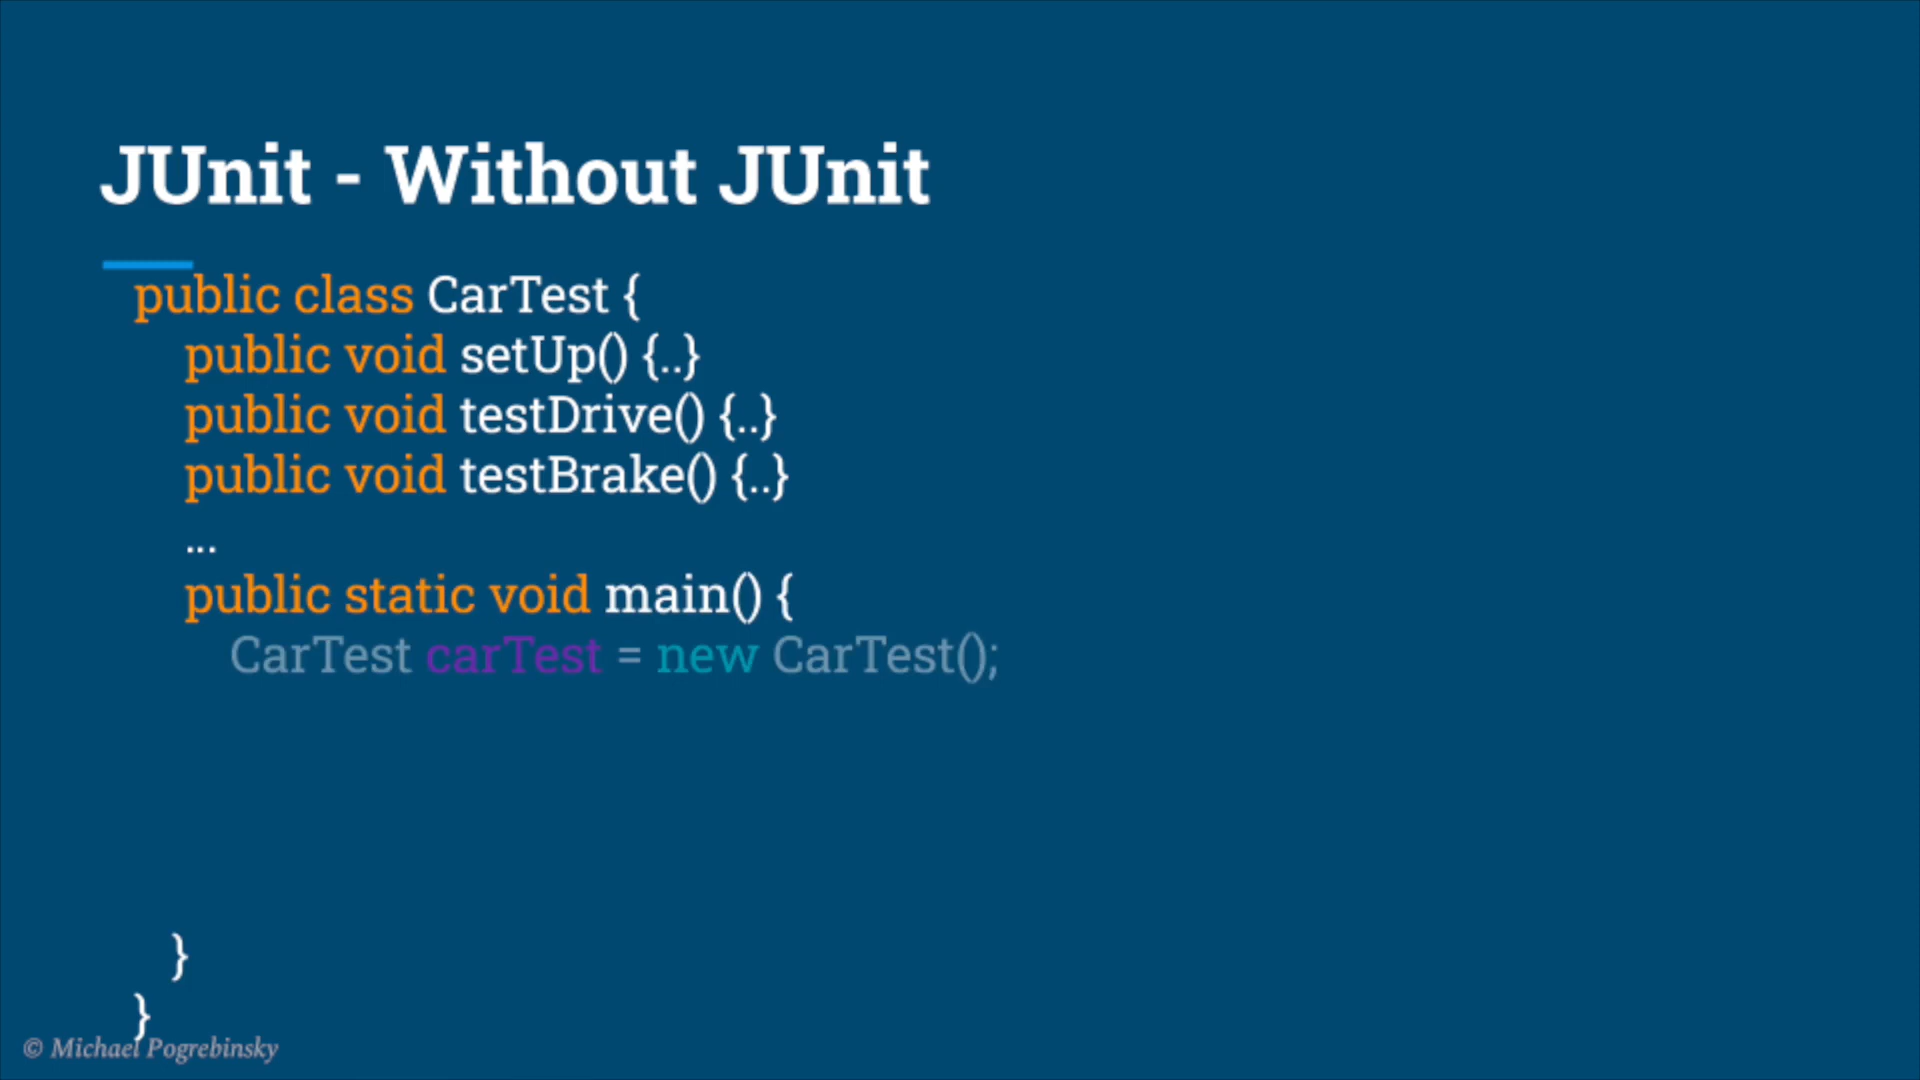 JUnit - Without JUnit
public class CarTest {
public void setUp() {..}
public void testDrive() {..}
public void testBrake() {..}
...
public static void main() {
CarTest carTest = new CarTest();
}
}
© Michael Pogrebinsky